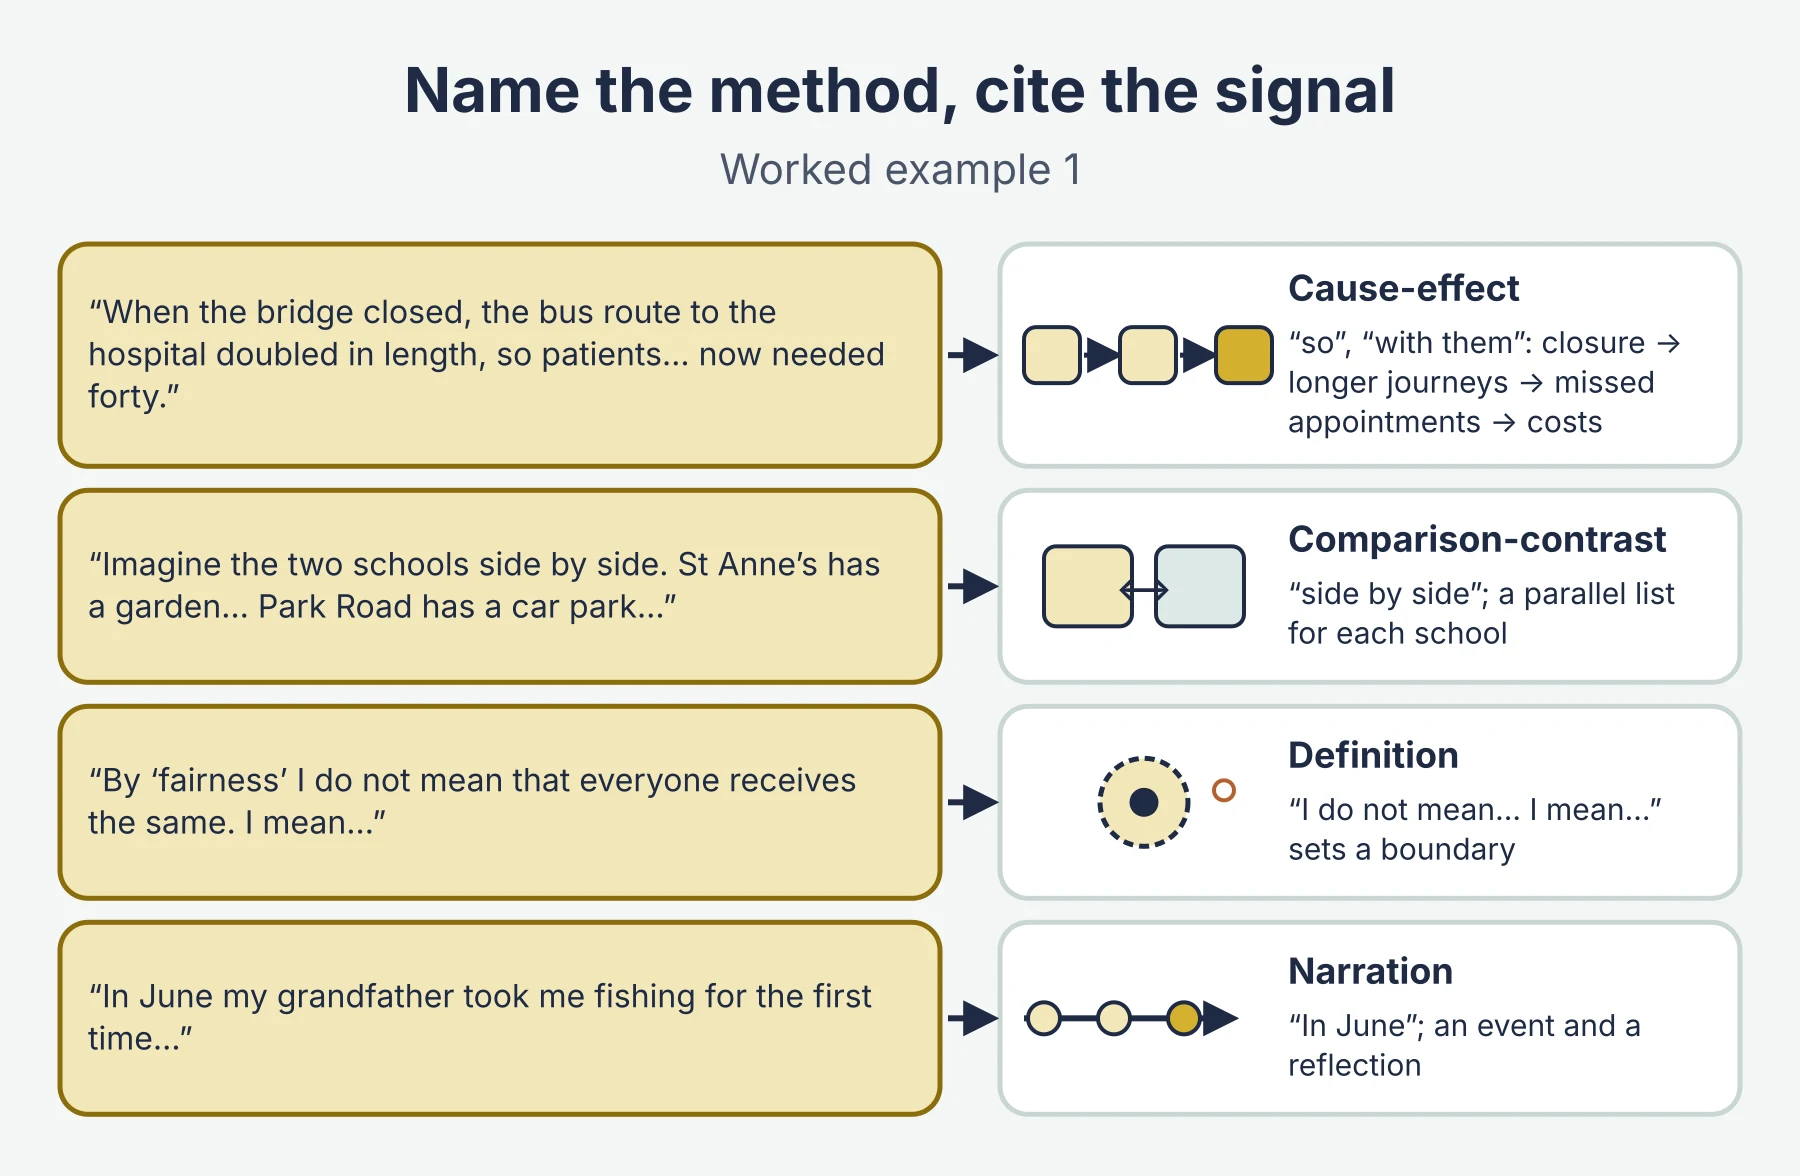 Name the method, cite the signal
Worked example 1
“When the bridge closed, the bus route to the
hospital doubled in length, so patients… now needed
forty.”
Cause-effect
“so”, “with them”: closure →
longer journeys → missed
appointments → costs
“Imagine the two schools side by side. St Anne’s has
a garden… Park Road has a car park…”
Comparison-contrast
“side by side”; a parallel list
for each school
“By ‘fairness’ I do not mean that everyone receives
the same. I mean…”
Definition
“I do not mean… I mean…”
sets a boundary
“In June my grandfather took me fishing for the first
time…”
Narration
“In June”; an event and a
reflection